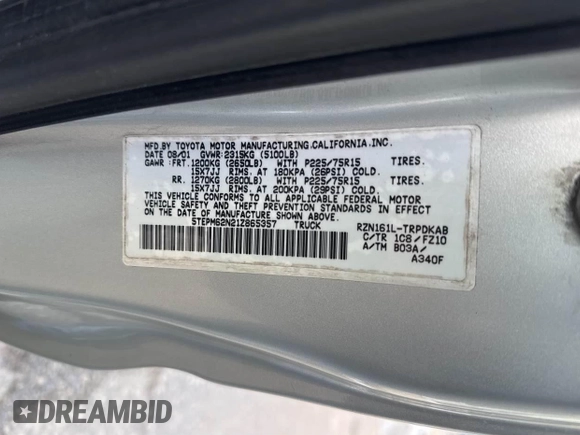 MFD.BY TOYOTA MOTOR MANUFACTURING.CALIFORNIA.INC.
DATE 08/01 GVWR:2315KG (5100LB)
GAWR: FRT. 1200KG (2650LB) WITH P225/75R15 TIRES.
15X7JJ RIMS. AT 180KPA (26PSI) COLD.
RR. 1270KG (2800LB) WITH P225/75R15 TIRES.
15X7JJ RIMS. AT 200KPA (29PSI) COLD.
THIS VEHICLE CONFORMS TO ALL APPLICABLE FEDERAL MOTOR
VEHICLE SAFETY AND THEFT PREVENTION STANDARDS IN
EFFECT ON THE DATE OF MANUFACTURE SHOWN ABOVE.
5TEPM62N21Z865357 TRUCK RZN161L-TRPDKAB
C/TR 1C8 / FZ10
A/TM B03A/
A340F
DREAMBID